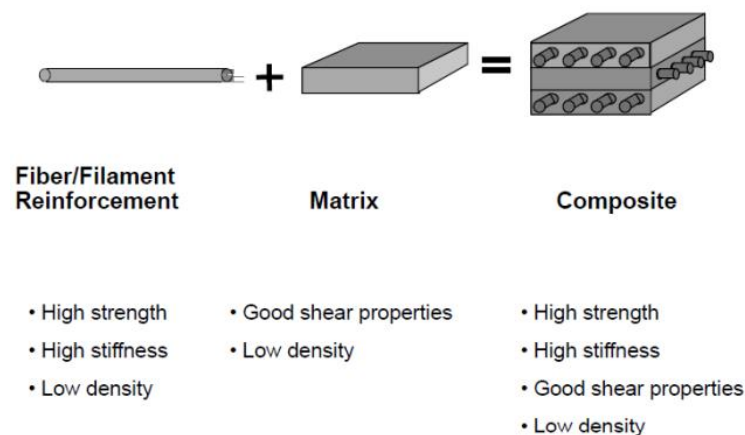 +
=
Fiber/Filament
Reinforcement
Matrix
Composite
• High strength
• High stiffness
• Low density
• Good shear properties
• Low density
• High strength
• High stiffness
• Good shear properties
• Low density